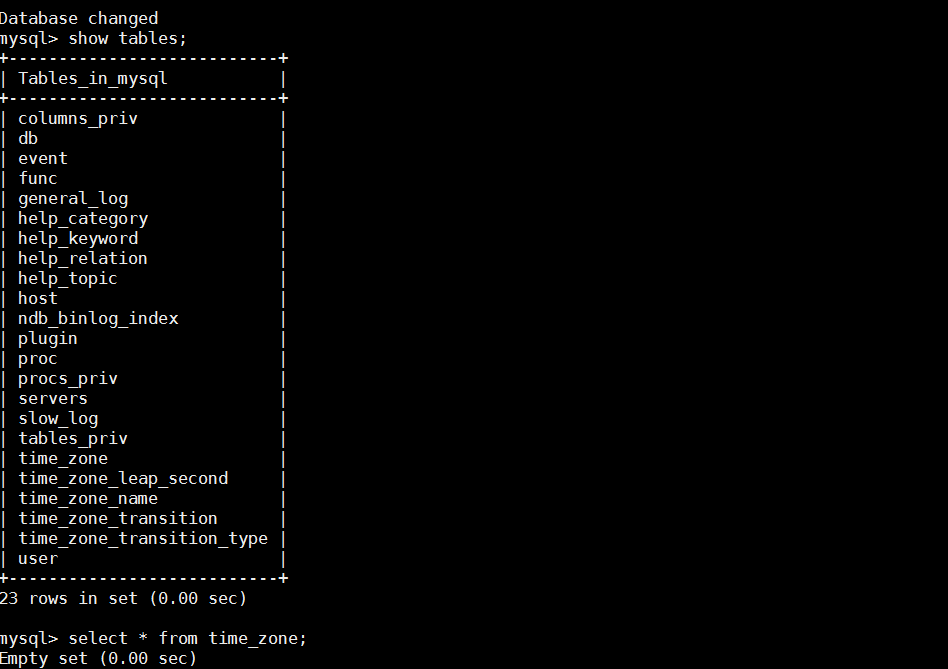 Database changed
mysql> show tables;
+---------------------------+
| Tables_in_mysql           |
+---------------------------+
| columns_priv              |
| db                        |
| event                     |
| func                      |
| general_log               |
| help_category             |
| help_keyword              |
| help_relation             |
| help_topic                |
| host                      |
| ndb_binlog_index          |
| plugin                    |
| proc                      |
| procs_priv                |
| servers                   |
| slow_log                  |
| tables_priv               |
| time_zone                 |
| time_zone_leap_second     |
| time_zone_name            |
| time_zone_transition      |
| time_zone_transition_type |
| user                      |
+---------------------------+
23 rows in set (0.00 sec)

mysql> select * from time_zone;
Empty set (0.00 sec)